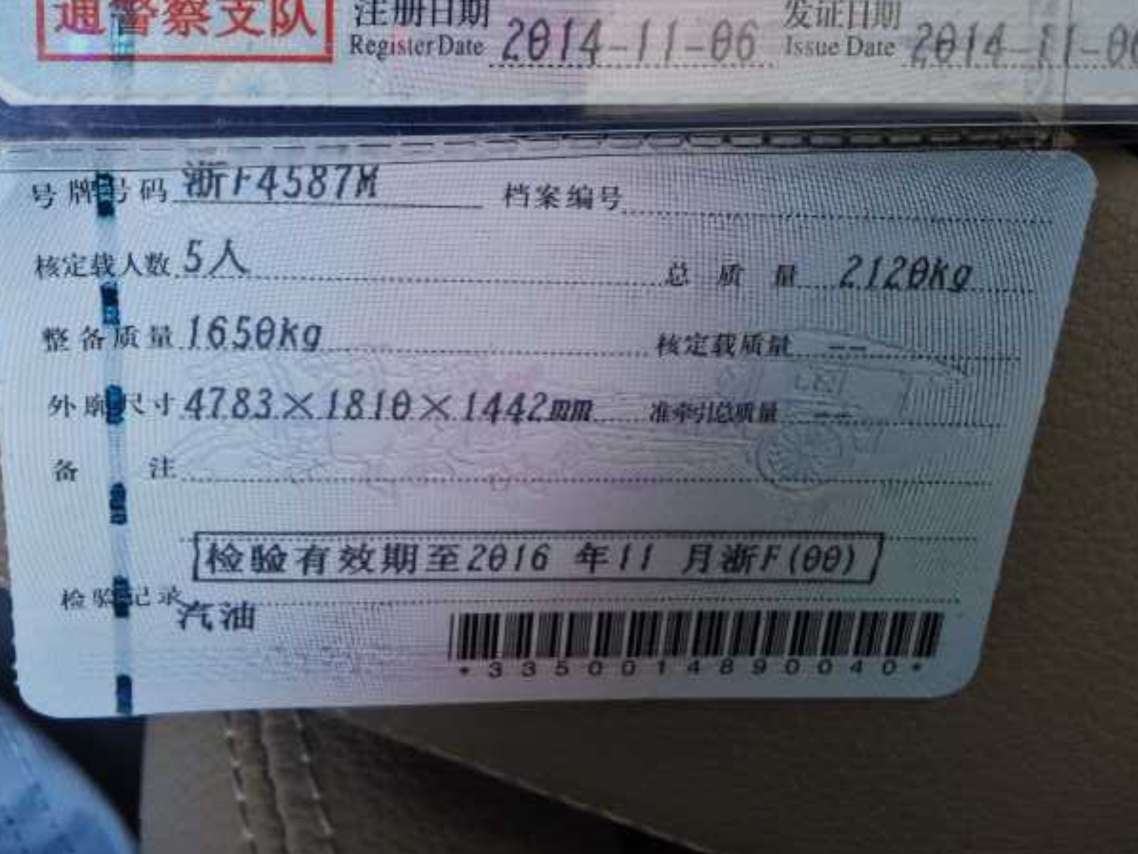 通警察支队
注册日期 发证日期
Register Date 2014-11-06 Issue Date 2014-11-06
号牌号码 浙F4587M 档案编号
核定载人数 5人 总质量 2120kg
整备质量 1650kg 核定载质量 --
外廓尺寸 4783×1810×1442mm 准牵引总质量 --
备注
检验有效期至2016 年11 月浙F(00)
检验记录
汽油
*3350014890040*